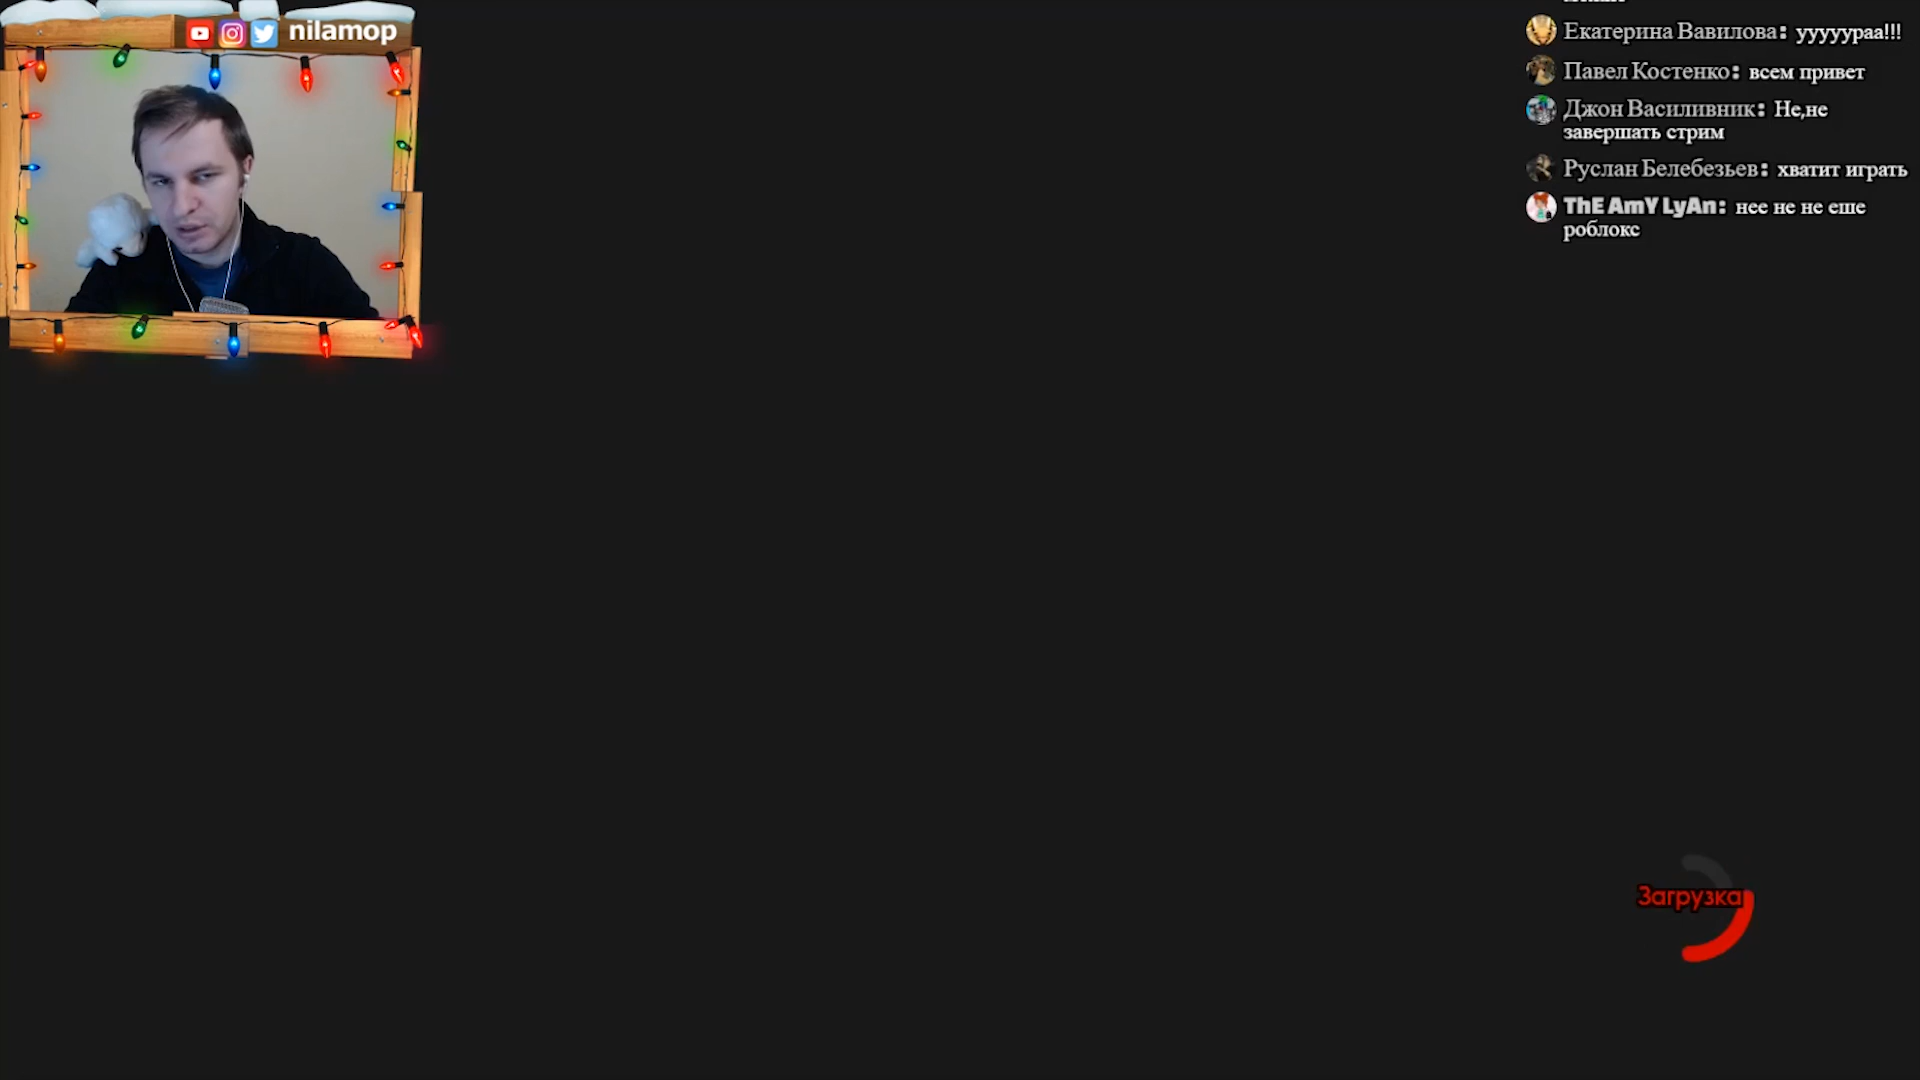 nilamop
Екатерина Вавилова: ууууураа!!!
Павел Костенко: всем привет
Джон Василивник: Не,не
завершать стрим
Руслан Белебезьев: хватит играть
ThE AmY LyAn: нее не не еше
роблокс
Загрузка